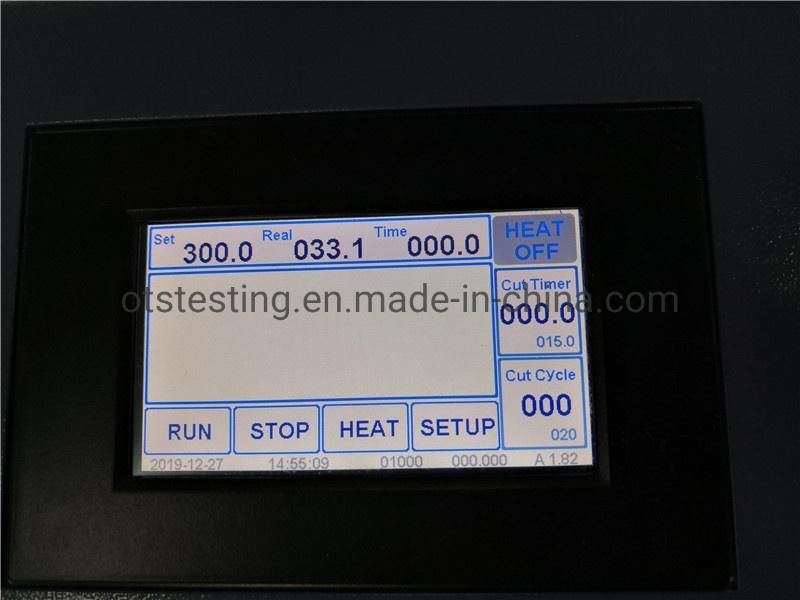 Set 300.0 Real 033.1 Time 000.0
HEAT
OFF
Cut Timer
000.0
015.0
Cut Cycle
000
020
RUN STOP HEAT SETUP
2019-12-27 14:55:09 01000 000.000 A 1.82
otstesting.en.made-in-china.com